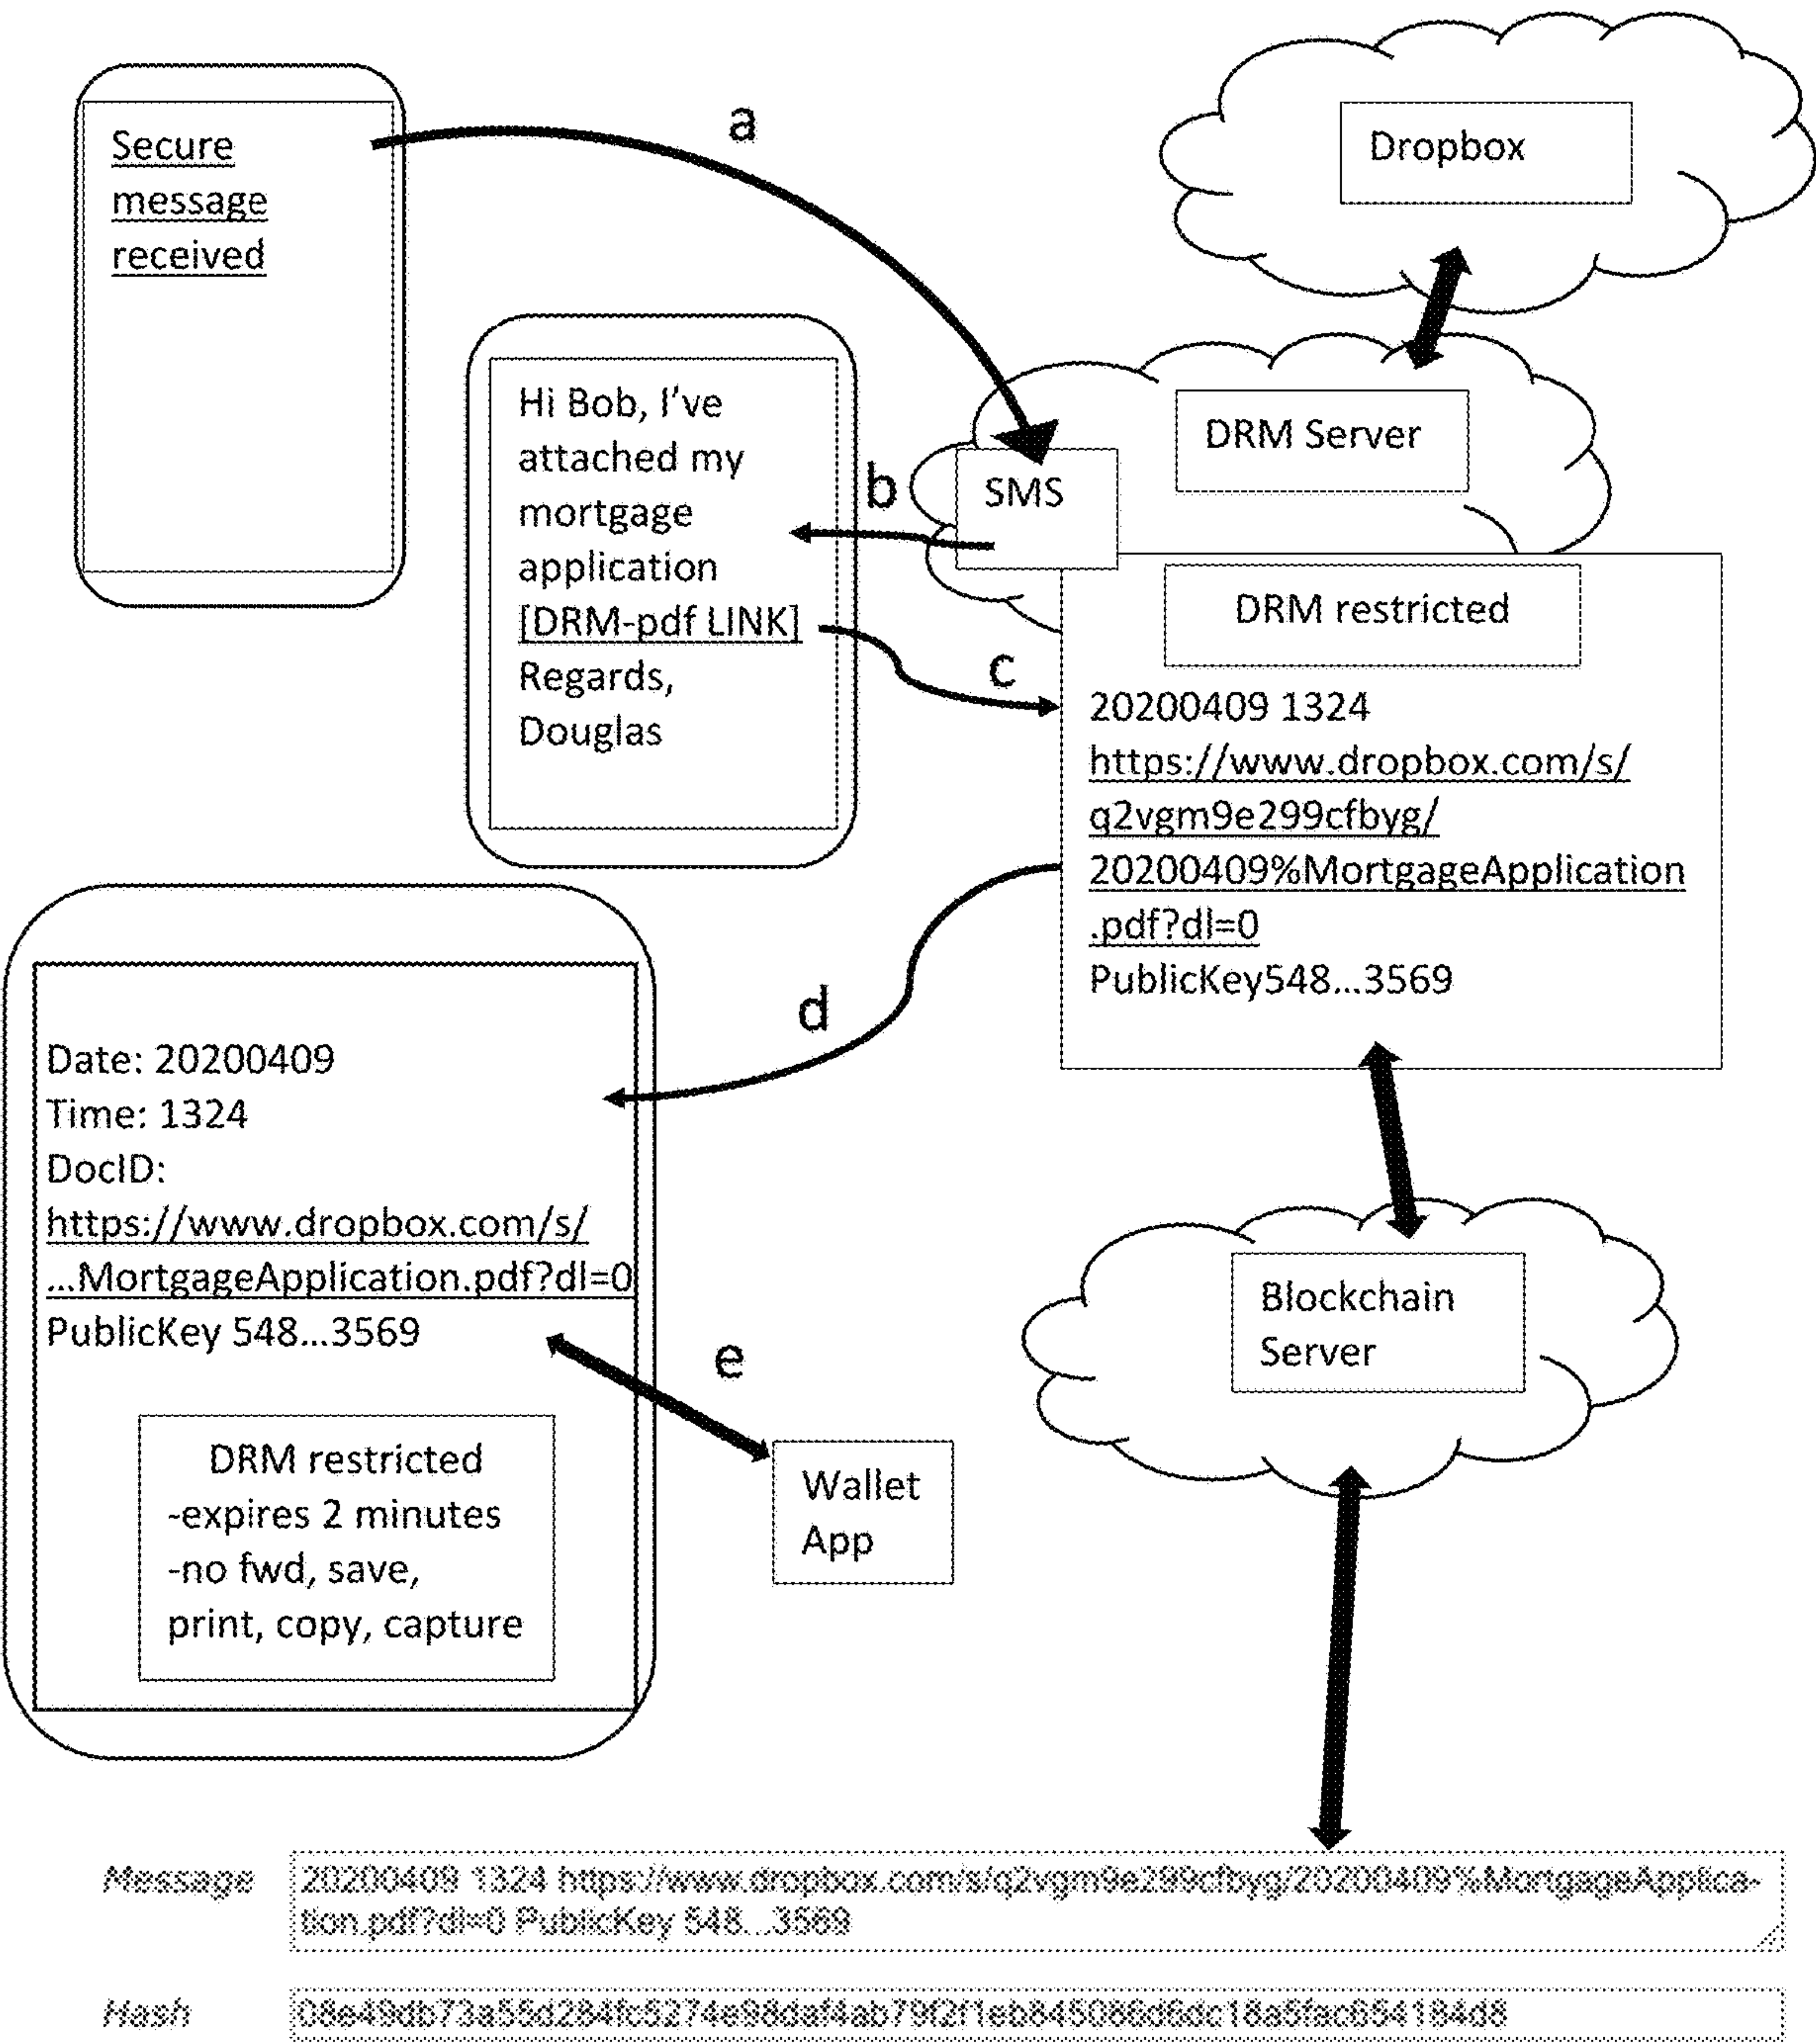 Secure
message
received
a
Dropbox
Hi Bob, I've
attached my
mortgage
application
[DRM-pdf LINK]
Regards,
Douglas
b
SMS
DRM Server
c
DRM restricted
20200409 1324
https://www.dropbox.com/s/
q2vgm9e299cfbyg/
20200409%MortgageApplication
.pdf?dl=0
PublicKey548...3569
d
Date: 20200409
Time: 1324
DocID:
https://www.dropbox.com/s/
...MortgageApplication.pdf?dl=0
PublicKey 548...3569
e
DRM restricted
-expires 2 minutes
-no fwd, save,
print, copy, capture
Wallet
App
Blockchain
Server
Message
20200409 1324 https://www.dropbox.com/s/q2vgm9e299cfbyg/20200409%MortgageApplica-
tion.pdf?dl=0 PublicKey 548...3569
Hash
08e49db73a55d284fc5274e98daf4ab79f2f1eb845086d6dc18a5fac654184d8